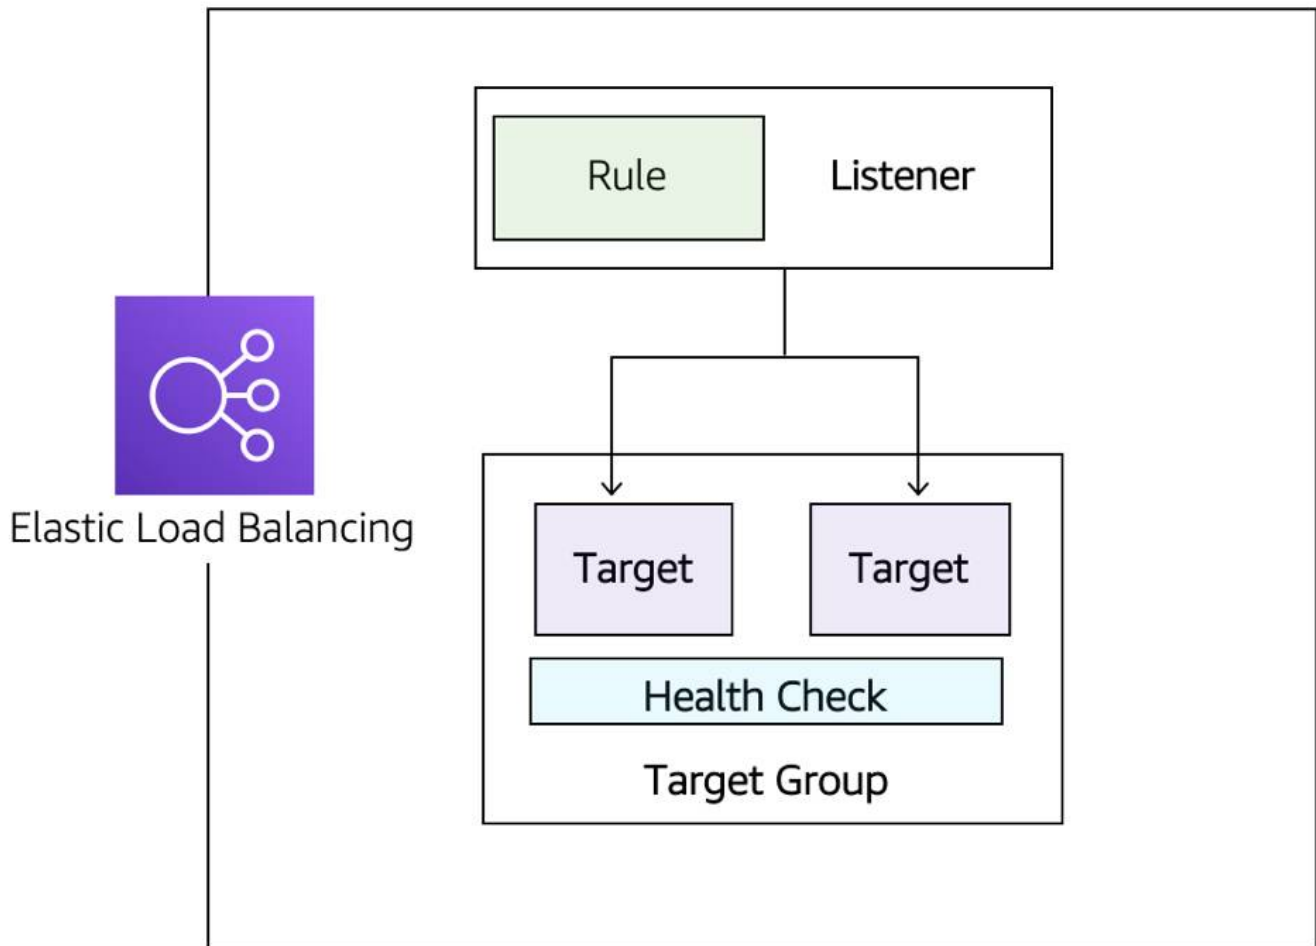 Rule
Listener
Elastic Load Balancing
Target
Target
Health Check
Target Group